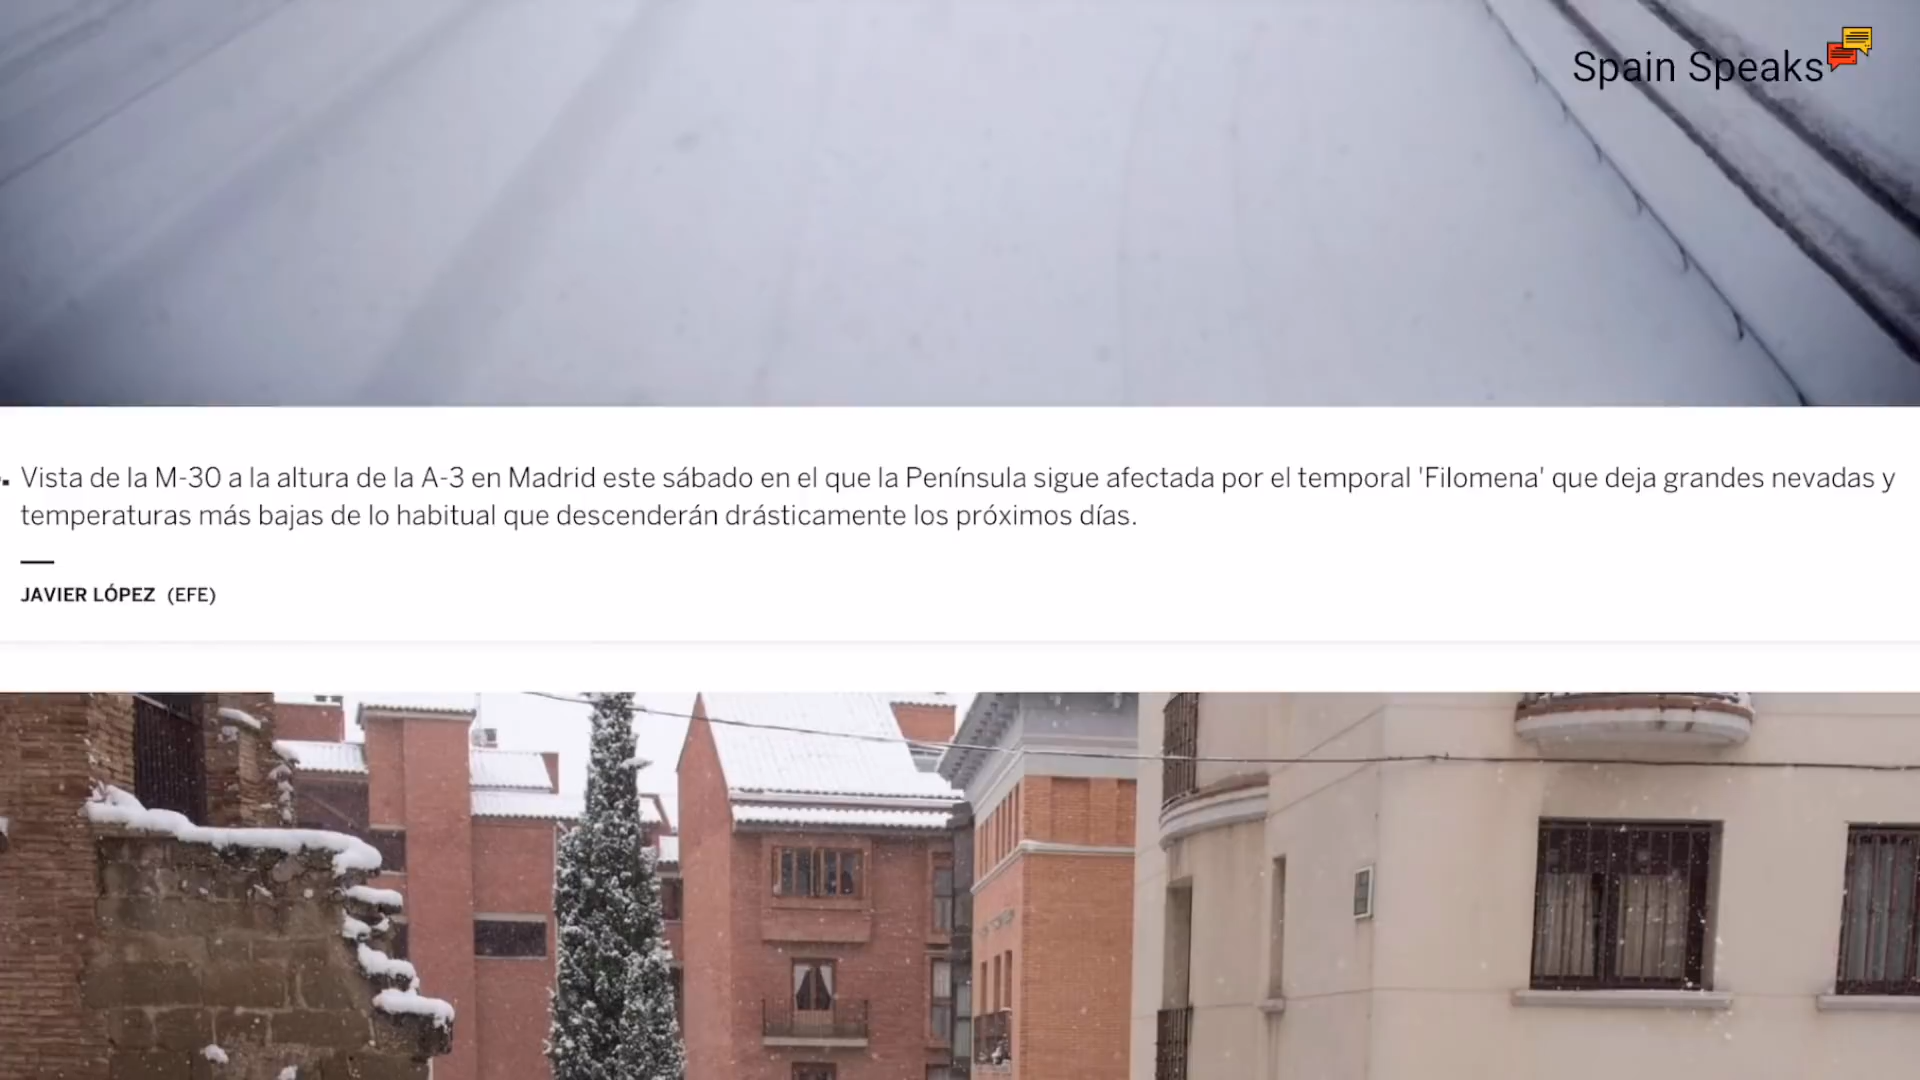 Spain Speaks
Vista de la M-30 a la altura de la A-3 en Madrid este sábado en el que la Península sigue afectada por el temporal 'Filomena' que deja grandes nevadas y
temperaturas más bajas de lo habitual que descenderán drásticamente los próximos días.
JAVIER LÓPEZ (EFE)